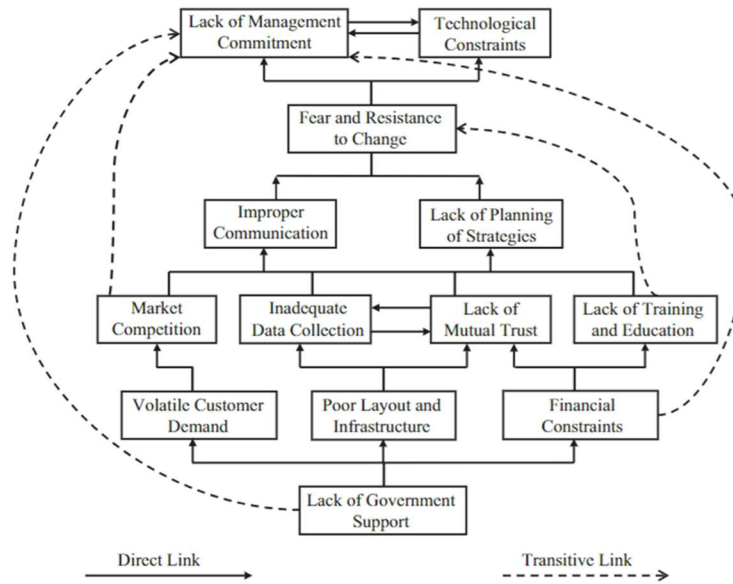 Lack of Management
Commitment
Technological
Constraints
Fear and Resistance
to Change
Improper
Communication
Lack of Planning
of Strategies
Market
Competition
Inadequate
Data Collection
Lack of
Mutual Trust
Lack of Training
and Education
Volatile Customer
Demand
Poor Layout and
Infrastructure
Financial
Constraints
Lack of Government
Support
Direct Link
Transitive Link